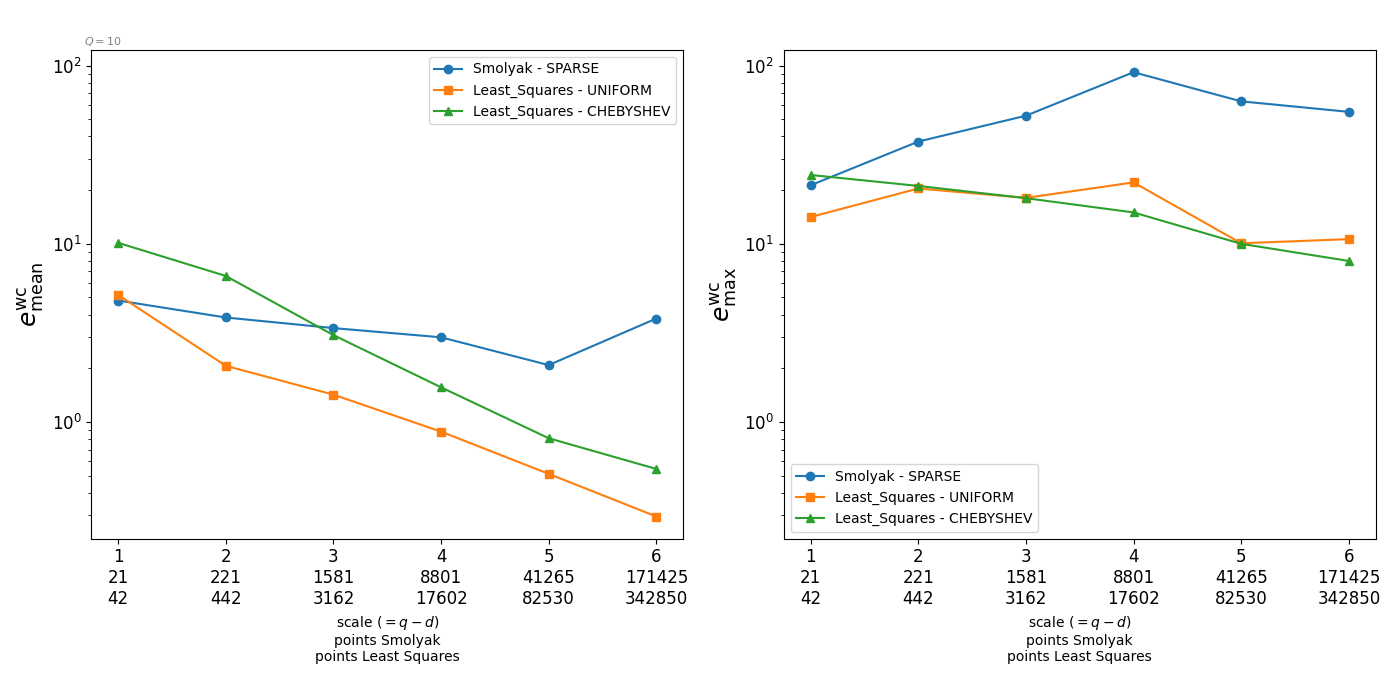 Q = 10
10²
10¹
10⁰
e^wc_mean
Smolyak - SPARSE
Least_Squares - UNIFORM
Least_Squares - CHEBYSHEV
1 2 3 4 5 6
21 221 1581 8801 41265 171425
42 442 3162 17602 82530 342850
scale (= q − d)
points Smolyak
points Least Squares
10²
10¹
10⁰
e^wc_max
Smolyak - SPARSE
Least_Squares - UNIFORM
Least_Squares - CHEBYSHEV
1 2 3 4 5 6
21 221 1581 8801 41265 171425
42 442 3162 17602 82530 342850
scale (= q − d)
points Smolyak
points Least Squares